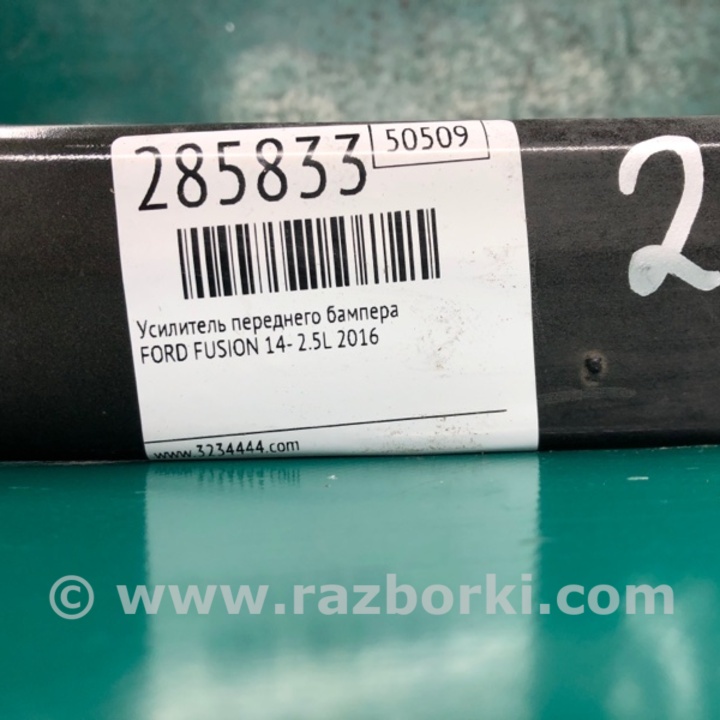 285833
50509
2
Усилитель переднего бампера
FORD FUSION 14- 2.5L 2016
www.3234444.com
© www.razborki.com